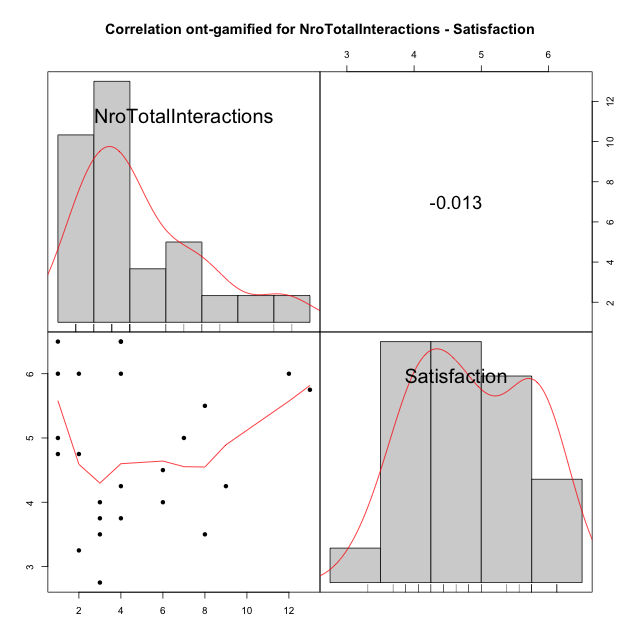 Correlation ont-gamified for NroTotalInteractions - Satisfaction
3 4 5 6
NroTotalInteractions
-0.013
12
10
8
6
4
2
6
5
4
3
Satisfaction
2 4 6 8 10 12